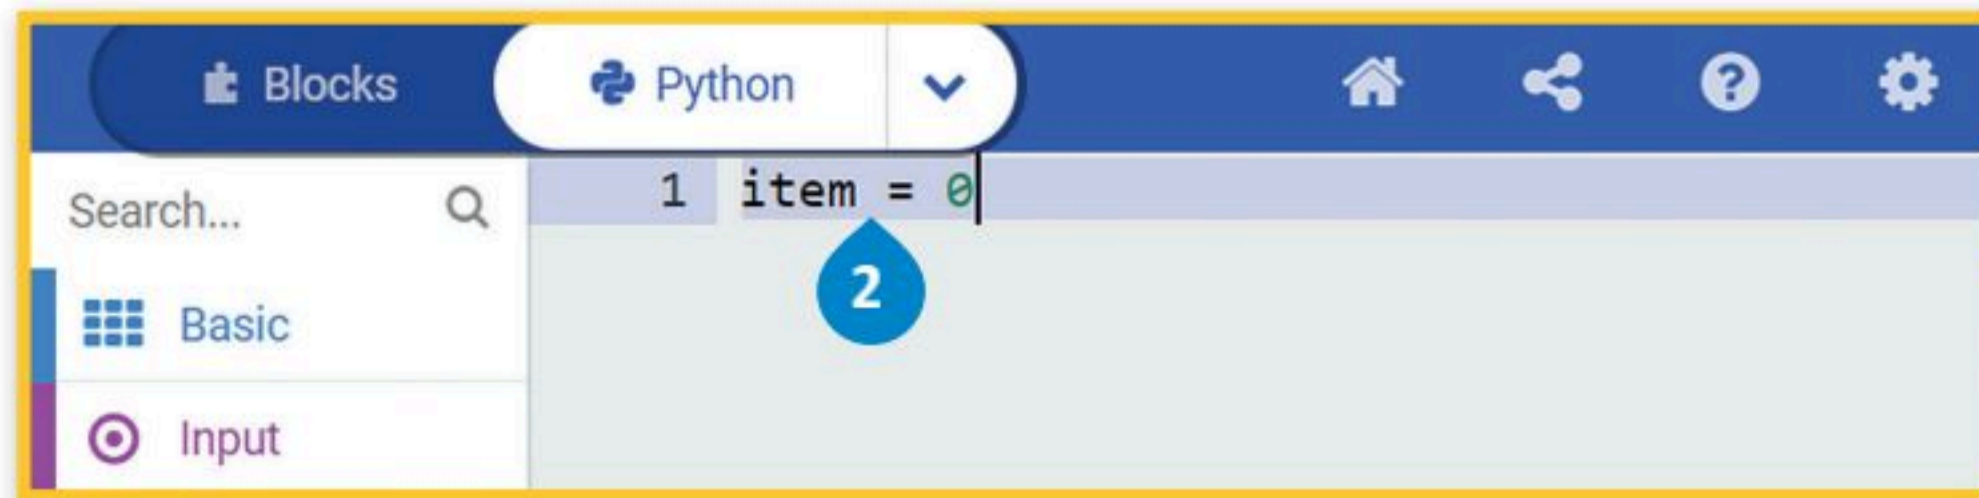 Blocks Python
Search...
1 item = 0
2
Basic
Input